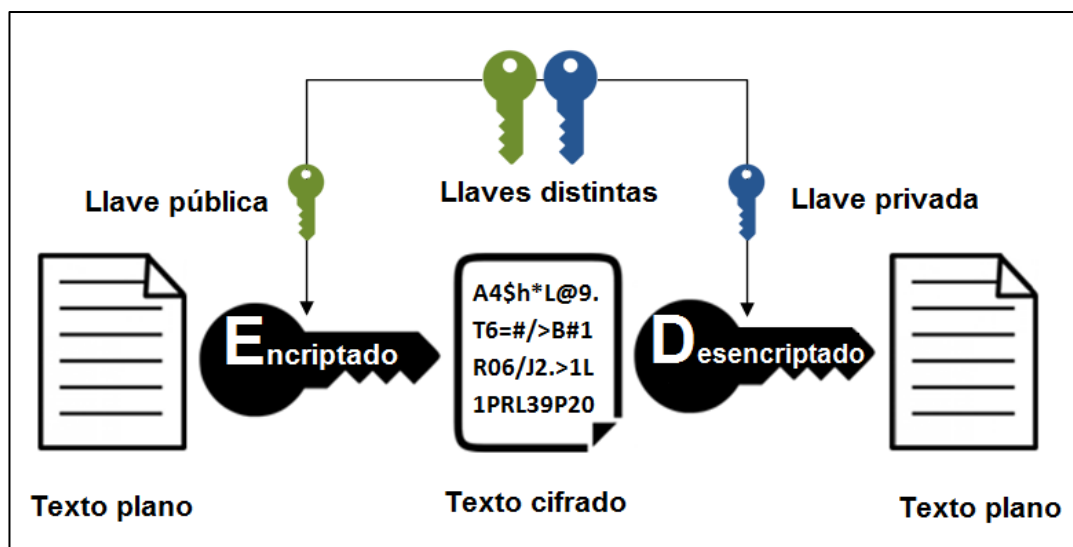 Llaves distintas
Llave pública
Llave privada
Encriptado
A4$h*L@9.
T6=#/>B#1
R06/J2.>1L
1PRL39P20
Desencriptado
Texto plano
Texto cifrado
Texto plano